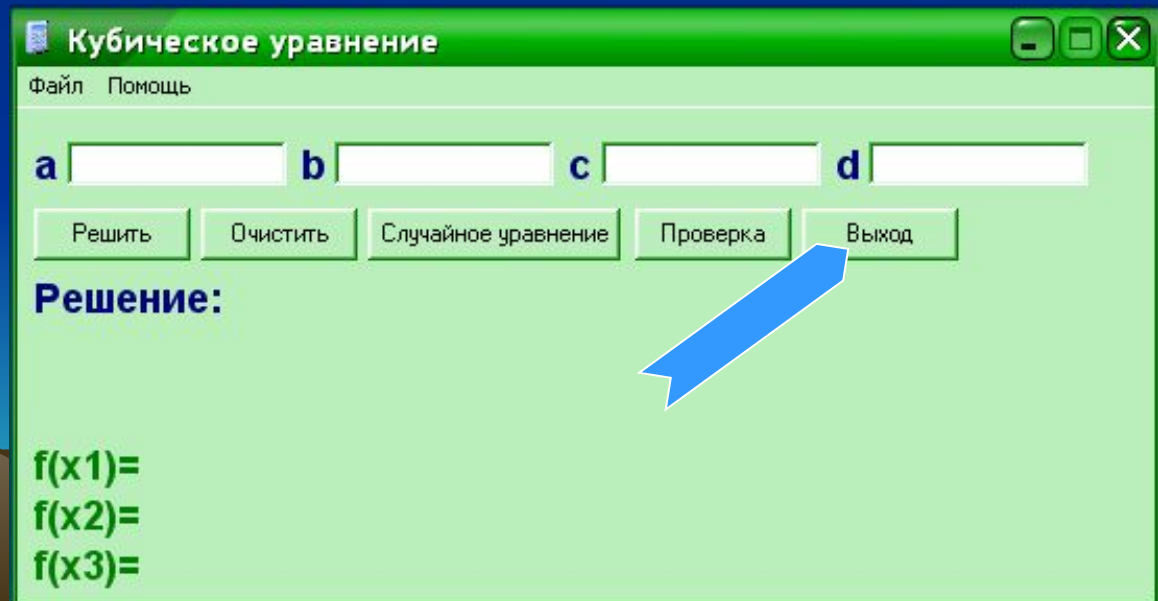 Кубическое уравнение
Файл Помощь
a b c d
Решить Очистить Случайное уравнение Проверка Выход
Решение:
f(x1)=
f(x2)=
f(x3)=